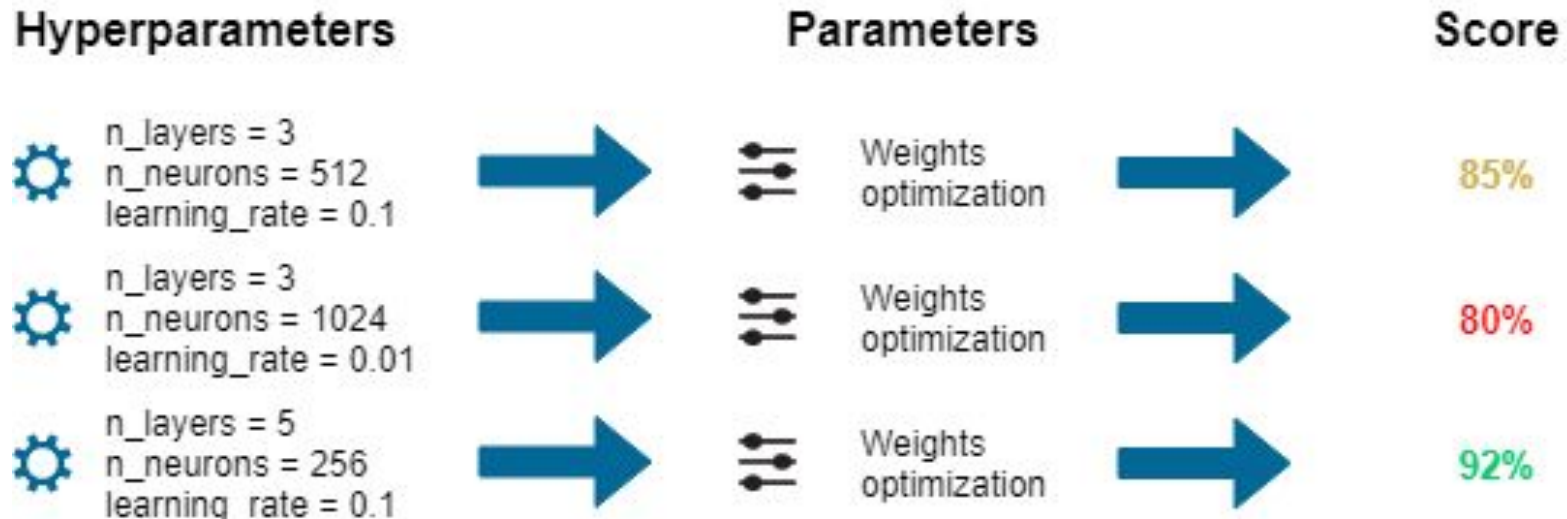 Hyperparameters Parameters Score
n_layers = 3
n_neurons = 512
learning_rate = 0.1
Weights
optimization
85%
n_layers = 3
n_neurons = 1024
learning_rate = 0.01
Weights
optimization
80%
n_layers = 5
n_neurons = 256
learning_rate = 0.1
Weights
optimization
92%